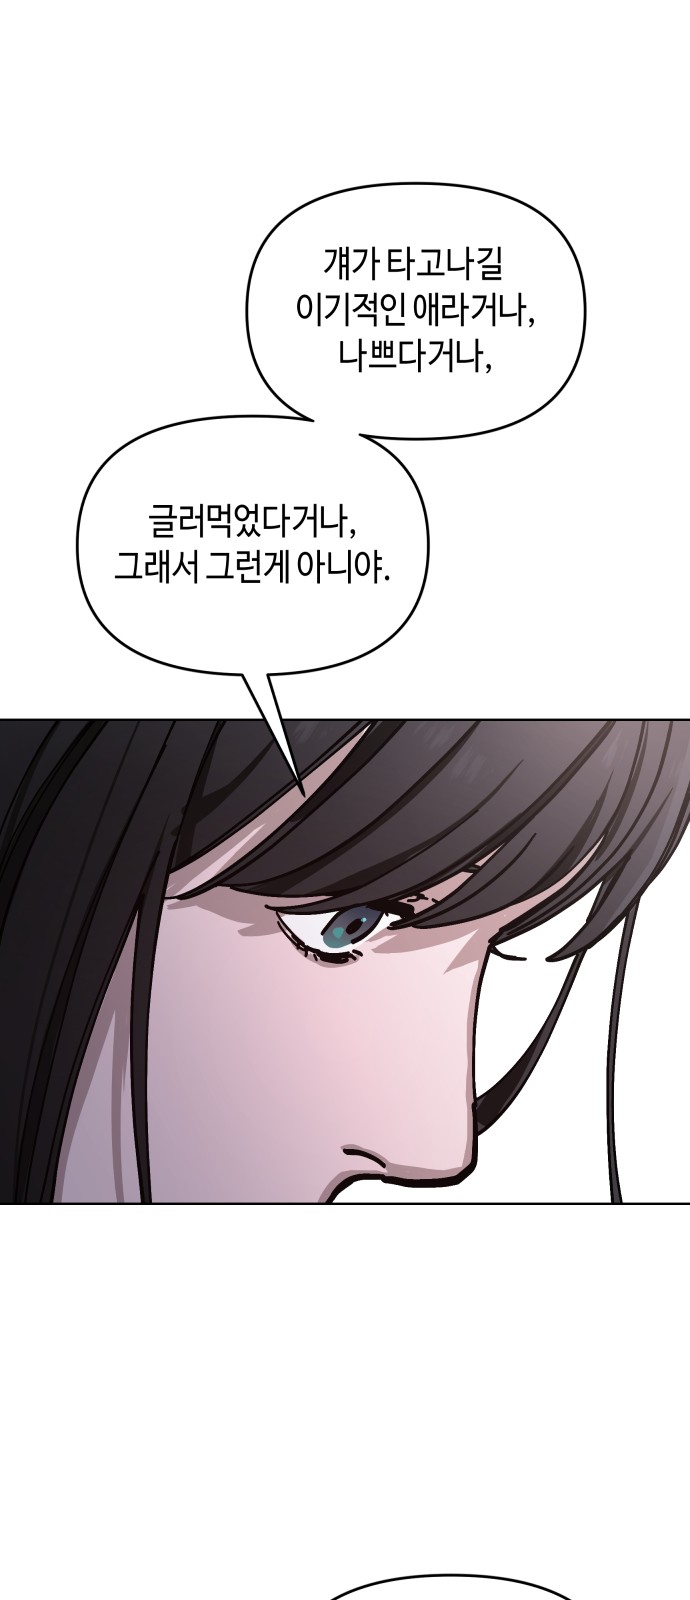 걔가 타고나길
이기적인 애라거나,
나쁘다거나,
글러먹었다거나,
그래서 그런게 아니야.